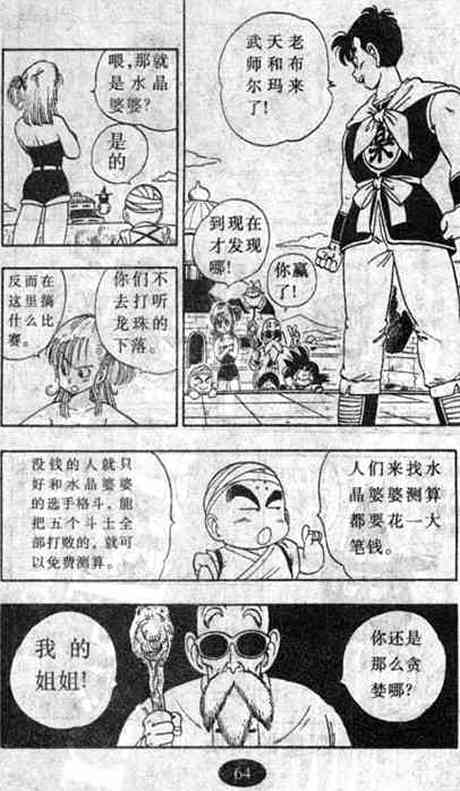 武天老
师和布
尔玛来
了!
樂
到现在
才发现
哪!
你赢
了!
喂,那就
是水晶
婆婆?
是
的
你们不
去打听
龙珠的
下落。
反而在
这里搞
什么比
赛。
人们来找水
晶婆婆测算
都要花一大
笔钱。
没钱的人就只
好和水晶婆婆
的选手格斗,能
把五个斗士全
部打败的,就可
以免费测算。
你还是
那么贪
婪哪?
我的
姐姐!
64